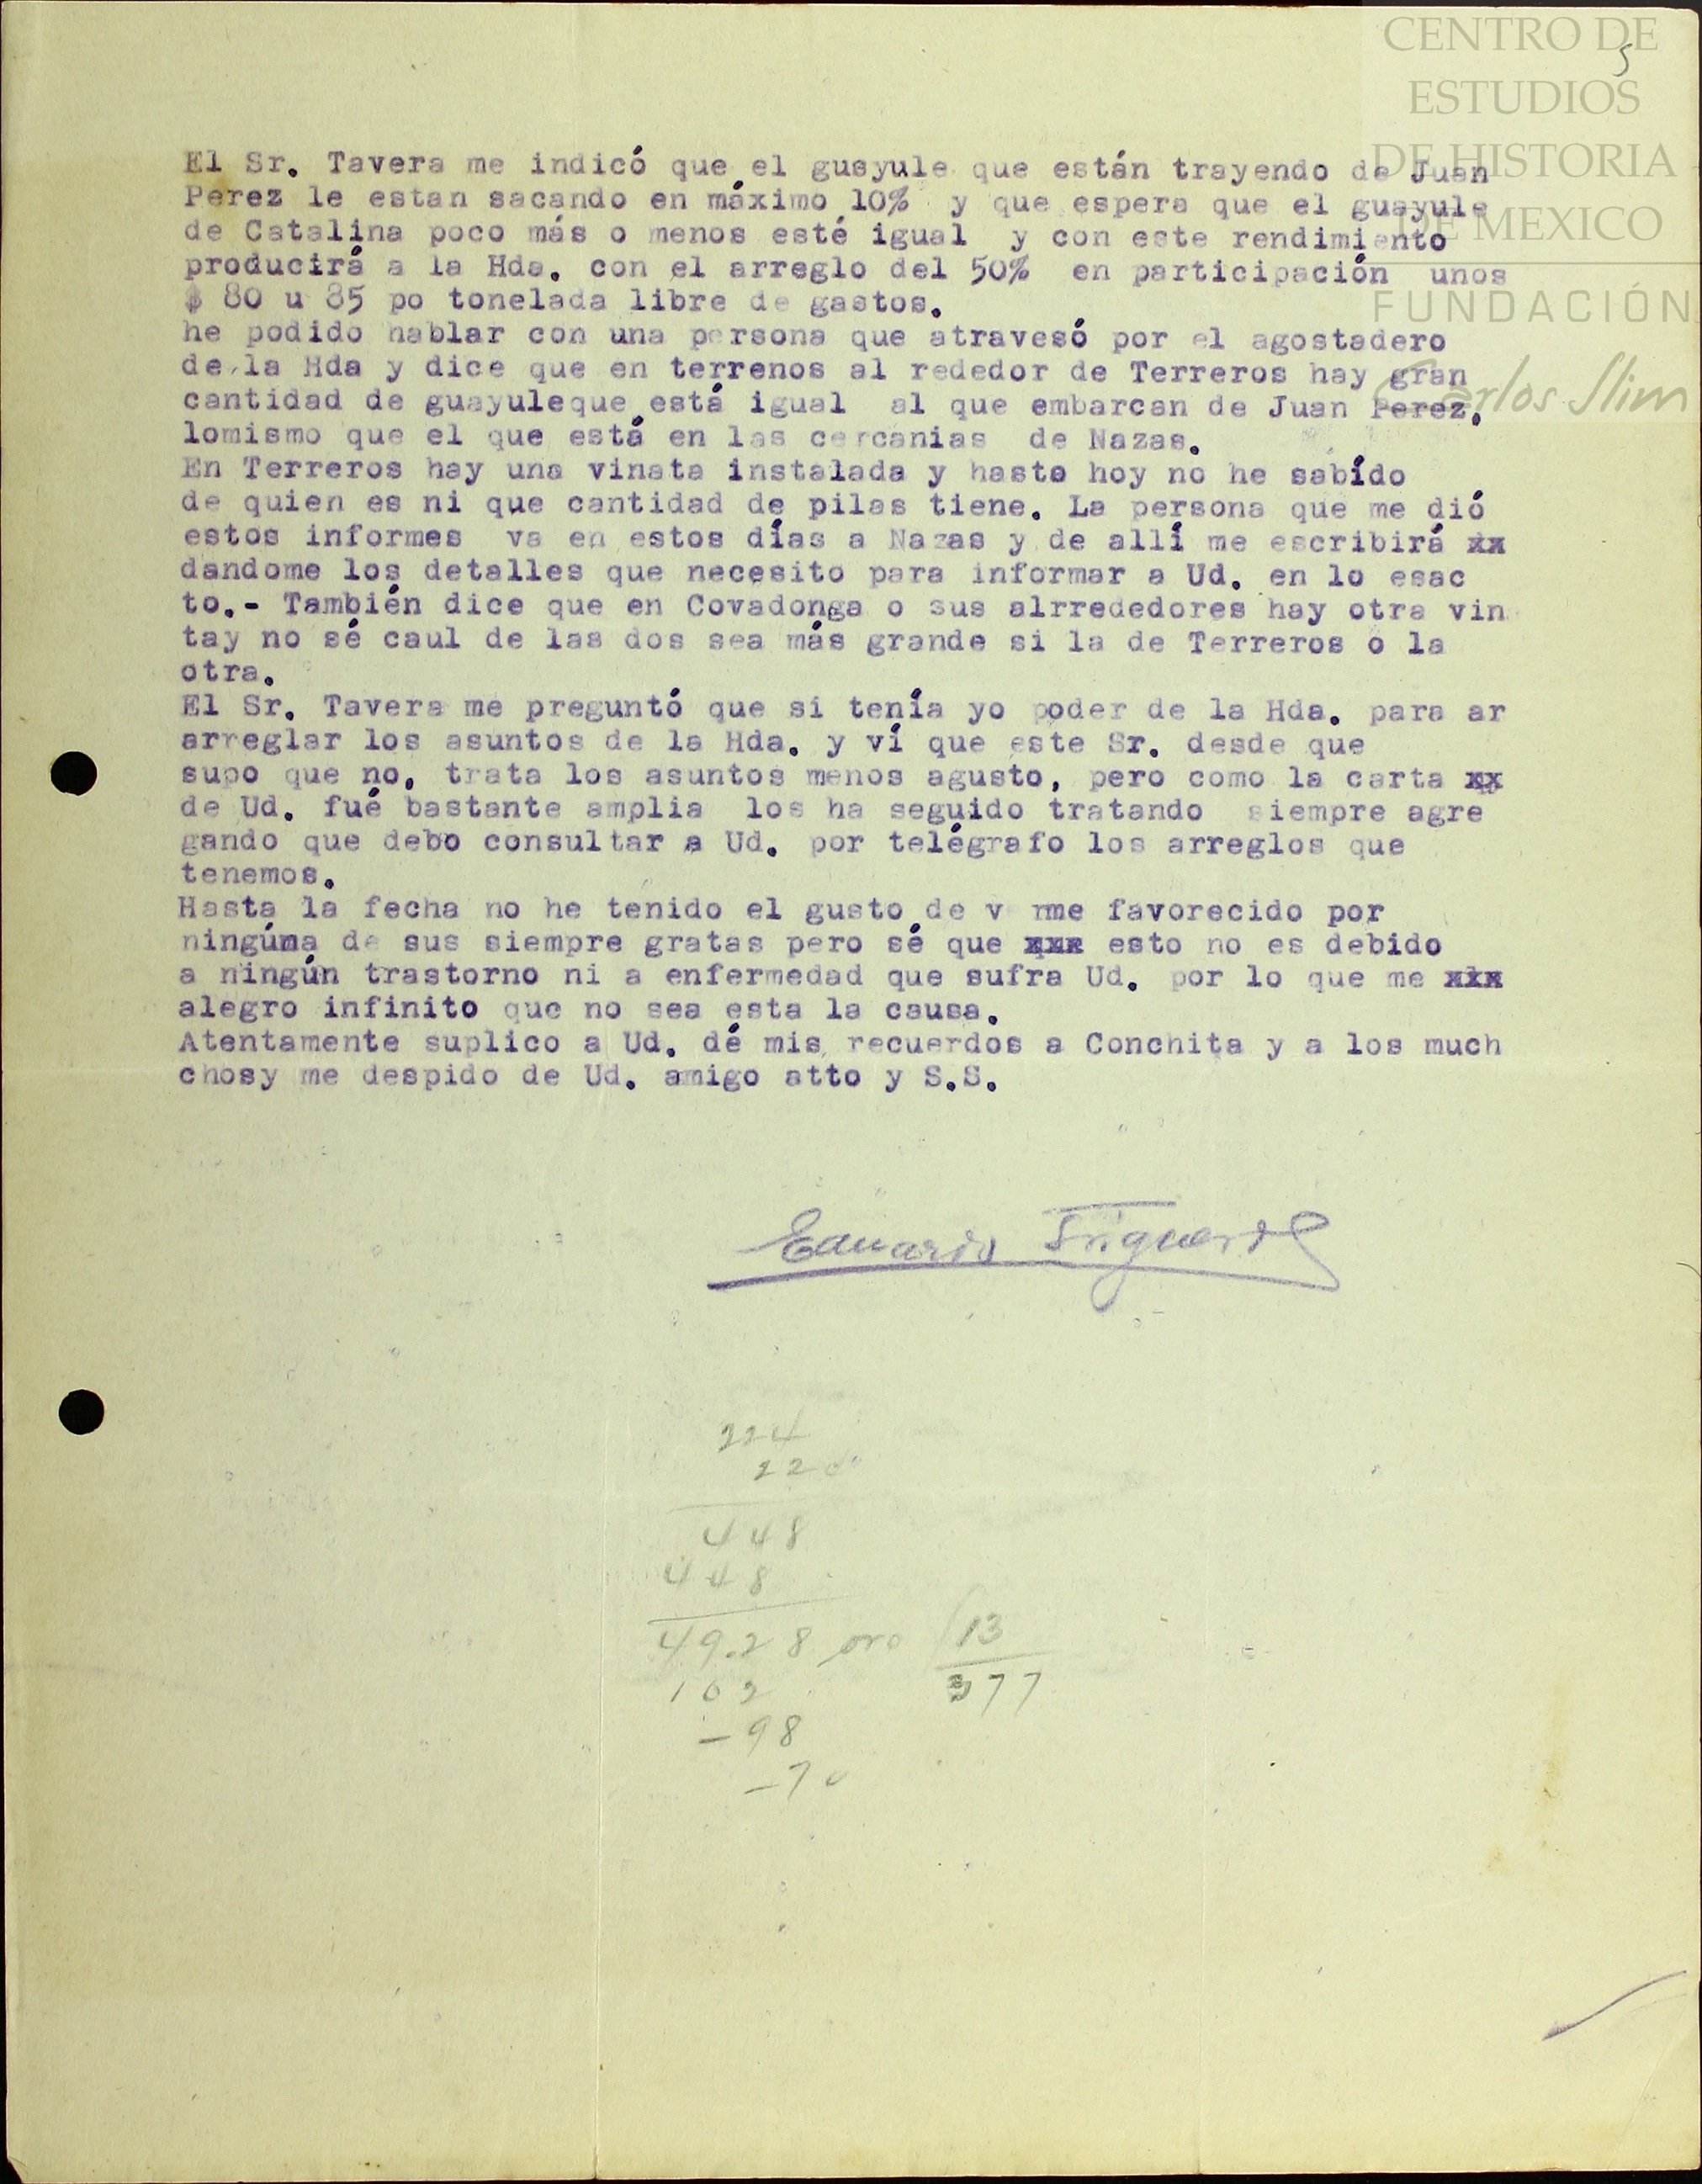 CENTRO DE
5
ESTUDIOS
DE HISTORIA
DE MEXICO
FUNDACIÓN
Carlos Slim
El Sr. Tavera me indicó que el guayule que están trayendo de Juan
Perez le estan sacando en máximo 10% y que espera que el guayule
de Catalina poco más o menos esté igual y con este rendimiento
producirá a la Hda. con el arreglo del 50% en participación unos
$ 80 u 85 po tonelada libre de gastos.
he podido hablar con una persona que atravesó por el agostadero
de la Hda y dice que en terrenos al rededor de Terreros hay gran
cantidad de guayuleque está igual al que embarcan de Juan Perez.
lomismo que el que está en las cercanias de Nazas.
En Terreros hay una vinata instalada y hasta hoy no he sabído
de quien es ni que cantidad de pilas tiene. La persona que me dió
estos informes va en estos días a Nazas y de allí me escribirá xx
dandome los detalles que necesito para informar a Ud. en lo esac
to.- También dice que en Covadonga o sus alrrededores hay otra vin
tay no sé caul de las dos sea más grande si la de Terreros o la
otra.
El Sr. Tavera me preguntó que si tenía yo poder de la Hda. para ar
arreglar los asuntos de la Hda. y ví que este Sr. desde que
supo que no, trata los asuntos menos agusto, pero como la carta xx
de Ud. fué bastante amplia los ha seguido tratando siempre agre
gando que debo consultar a Ud. por telégrafo los arreglos que
tenemos.
Hasta la fecha no he tenido el gusto de v rme favorecido por
ningúna de sus siempre gratas pero sé que xxx esto no es debido
a ningún trastorno ni a enfermedad que sufra Ud. por lo que me xxx
alegro infinito que no sea esta la causa.
Atentamente suplico a Ud. dé mis recuerdos a Conchita y a los much
chosy me despido de Ud. amigo atto y S.S.
224
220
448
448
49.28 oro 13
102 377
-98
-70